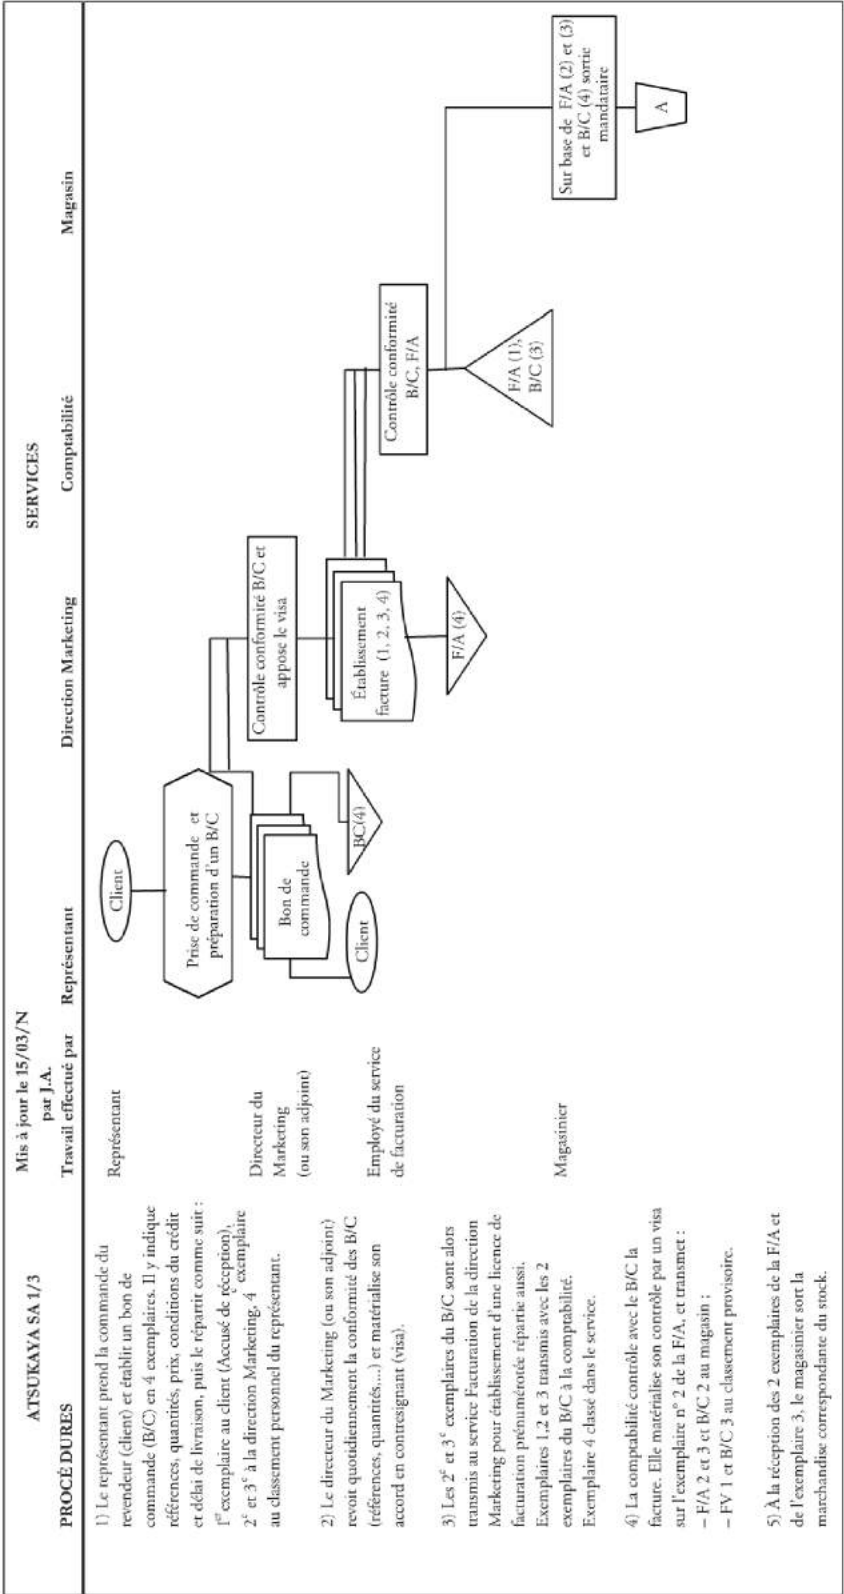 ATSUKAYA SA 1/3
Mis à jour le 15/03/N
par J.A.
SERVICES
PROCÉ DURES
Travail effectué par
Représentant
Direction Marketing
Comptabilité
Magasin
1) Le représentant prend la commande du
revendeur (client) et établit un bon de
commande (B/C) en 4 exemplaires. Il y indique
références, quantités, prix, conditions du crédit
et délai de livraison, puis le répartit comme suit :
1er exemplaire au client (Accusé de réception),
2e et 3e à la direction Marketing, 4e exemplaire
au classement personnel du représentant.
2) Le directeur du Marketing (ou son adjoint)
revoit quotidiennement la conformité des B/C
(références, quantités....) et matérialise son
accord en contresignant (visa).
3) Les 2e et 3e exemplaires du B/C sont alors
transmis au service Facturation de la direction
Marketing pour établissement d'une licence de
facturation prénumérotée répartie aussi.
Exemplaires 1,2 et 3 transmis avec les 2
exemplaires du B/C à la comptabilité.
Exemplaire 4 classé dans le service.
4) La comptabilité contrôle avec le B/C la
facture. Elle matérialise son contrôle par un visa
sur l'exemplaire n° 2 de la F/A, et transmet :
– F/A 2 et 3 et B/C 2 au magasin ;
– FV 1 et B/C 3 au classement provisoire.
5) À la réception des 2 exemplaires de la F/A et
de l'exemplaire 3, le magasinier sort la
marchandise correspondante du stock.
Représentant
Directeur du
Marketing
(ou son adjoint)
Employé du service
de facturation
Magasinier
Client
Prise de commande et
préparation d'un B/C
Bon de
commande
Client
BC(4)
Contrôle conformité B/C et
appose le visa
Établissement
facture (1, 2, 3, 4)
F/A (4)
Contrôle conformité
B/C, F/A
F/A (1),
B/C (3)
Sur base de F/A (2) et (3)
et B/C (4) sortie
mandataire
A